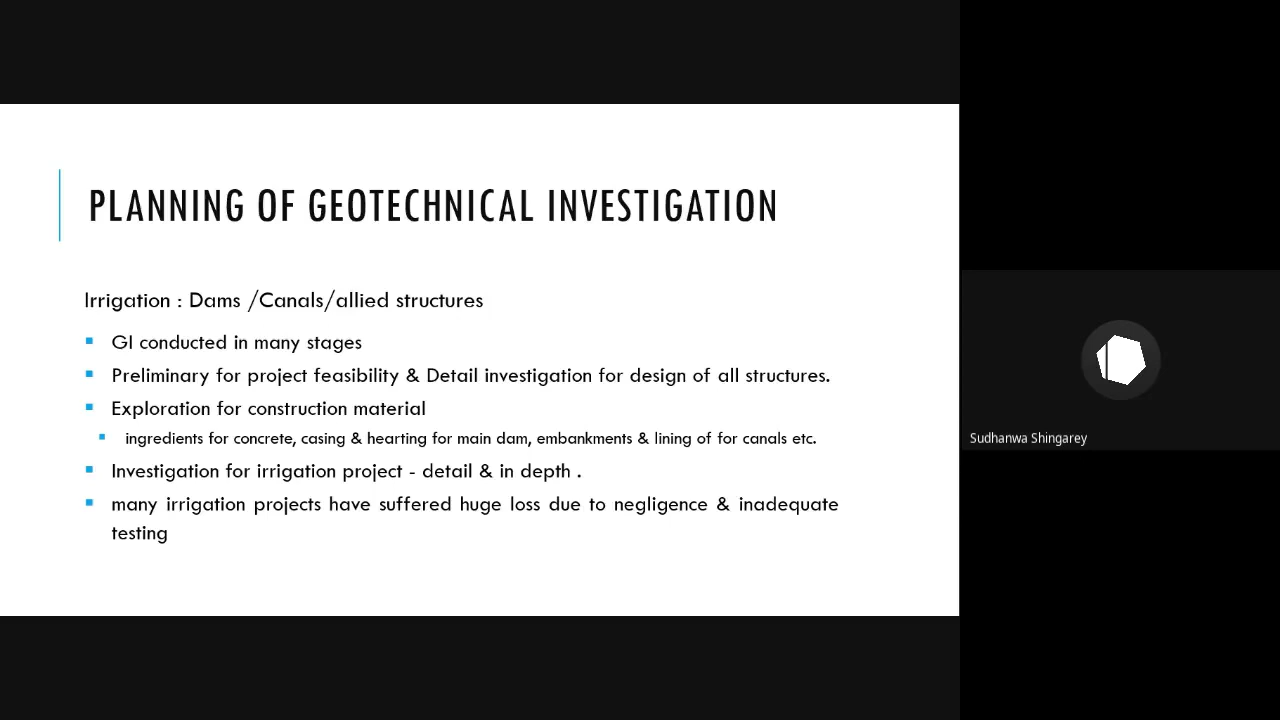 PLANNING OF GEOTECHNICAL INVESTIGATION
Irrigation : Dams /Canals/allied structures
GI conducted in many stages
Preliminary for project feasibility & Detail investigation for design of all structures.
Exploration for construction material
ingredients for concrete, casing & hearting for main dam, embankments & lining of for canals etc.
Investigation for irrigation project - detail & in depth .
many irrigation projects have suffered huge loss due to negligence & inadequate
testing
Sudhanwa Shingarey